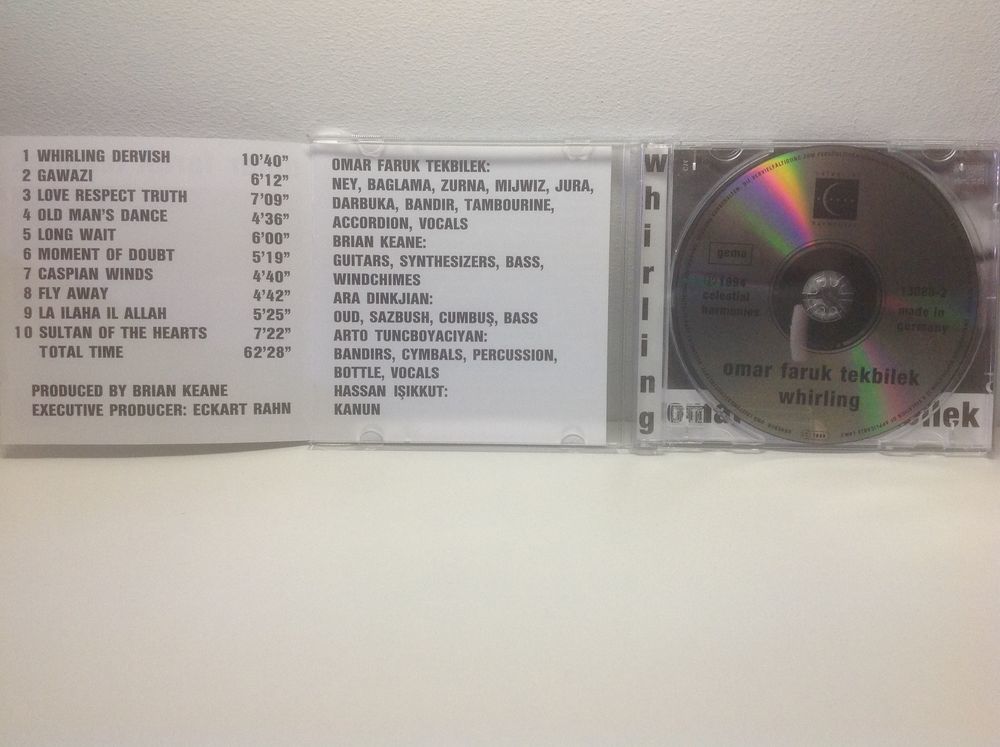 1 WHIRLING DERVISH 10'40"
2 GAWAZI 6'12"
3 LOVE RESPECT TRUTH 7'09"
4 OLD MAN'S DANCE 4'36"
5 LONG WAIT 6'00"
6 MOMENT OF DOUBT 5'19"
7 CASPIAN WINDS 4'40"
8 FLY AWAY 4'42"
9 LA ILAHA IL ALLAH 5'25"
10 SULTAN OF THE HEARTS 7'22"
TOTAL TIME 62'28"
PRODUCED BY BRIAN KEANE
EXECUTIVE PRODUCER: ECKART RAHN
OMAR FARUK TEKBILEK:
NEY, BAGLAMA, ZURNA, MIJWIZ, JURA,
DARBUKA, BANDIR, TAMBOURINE,
ACCORDION, VOCALS
BRIAN KEANE:
GUITARS, SYNTHESIZERS, BASS,
WINDCHIMES
ARA DINKJIAN:
OUD, SAZBUSH, CUMBUŞ, BASS
ARTO TUNCBOYACIYAN:
BANDIRS, CYMBALS, PERCUSSION,
BOTTLE, VOCALS
HASSAN IŞIKKUT:
KANUN
whirling
gema
℗ 1994
celestial
harmonies
13086-2
made in
germany
omar faruk tekbilek
whirling